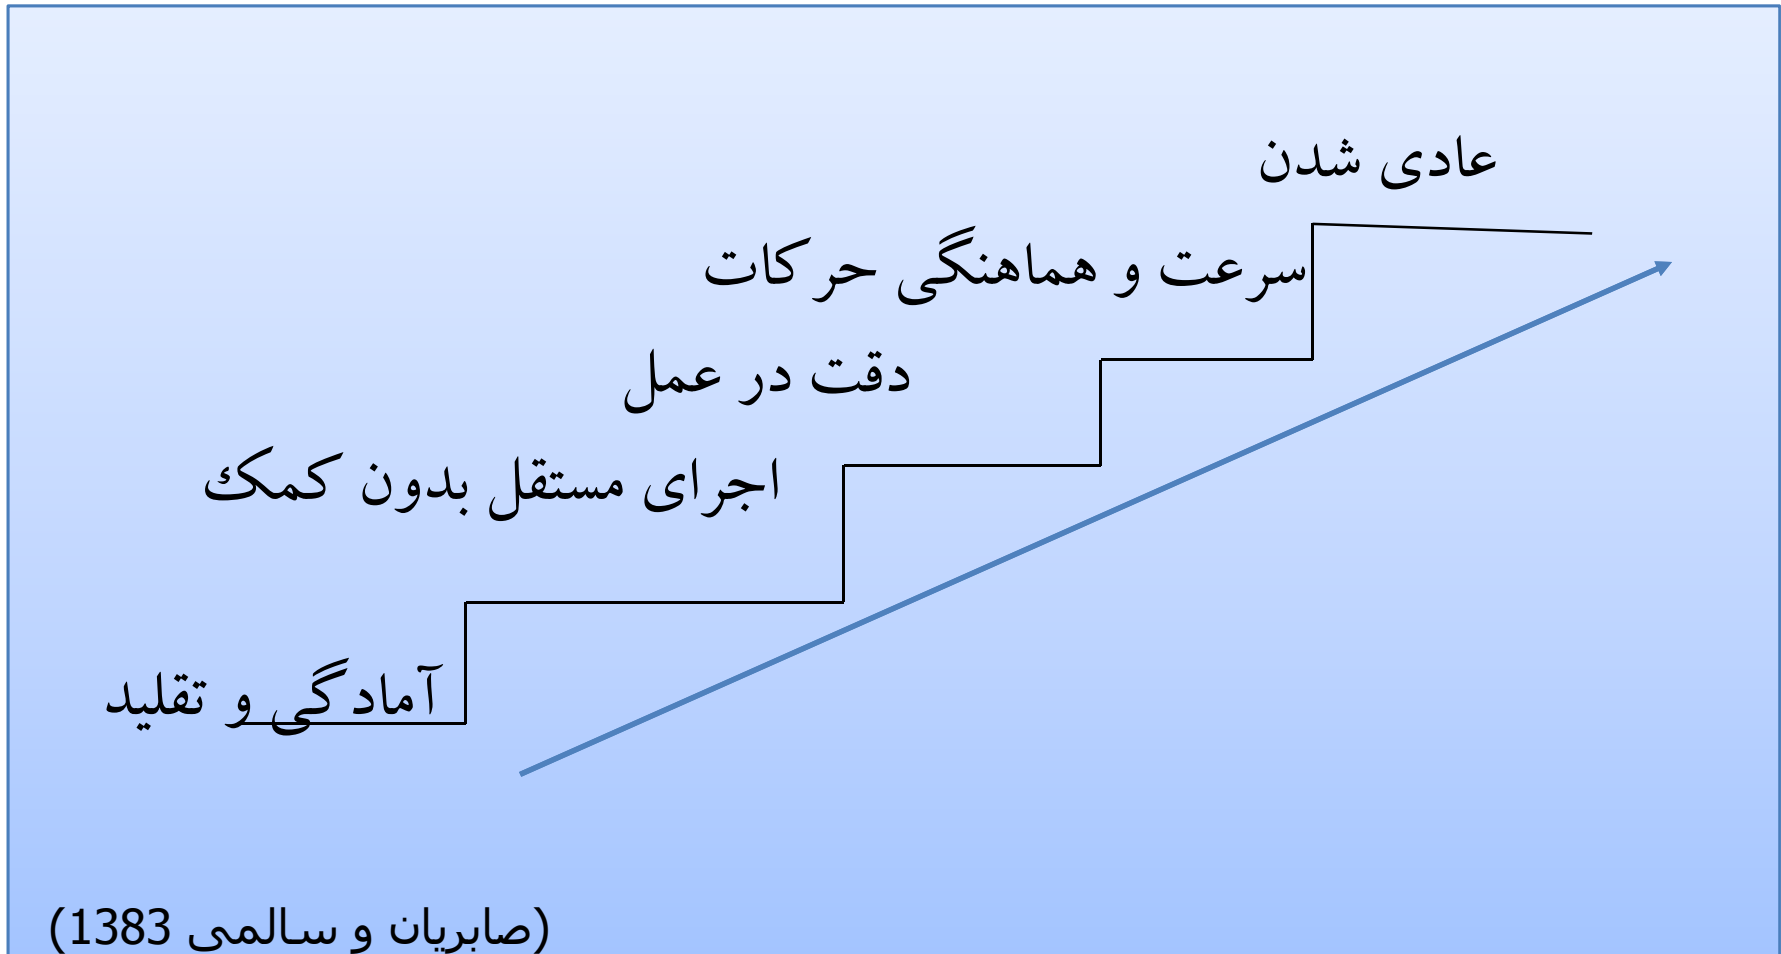 عادی شدن
سرعت و هماهنگی حرکات
دقت در عمل
اجرای مستقل بدون کمک
آمادگی و تقلید
(صابریان و سالمی 1383)